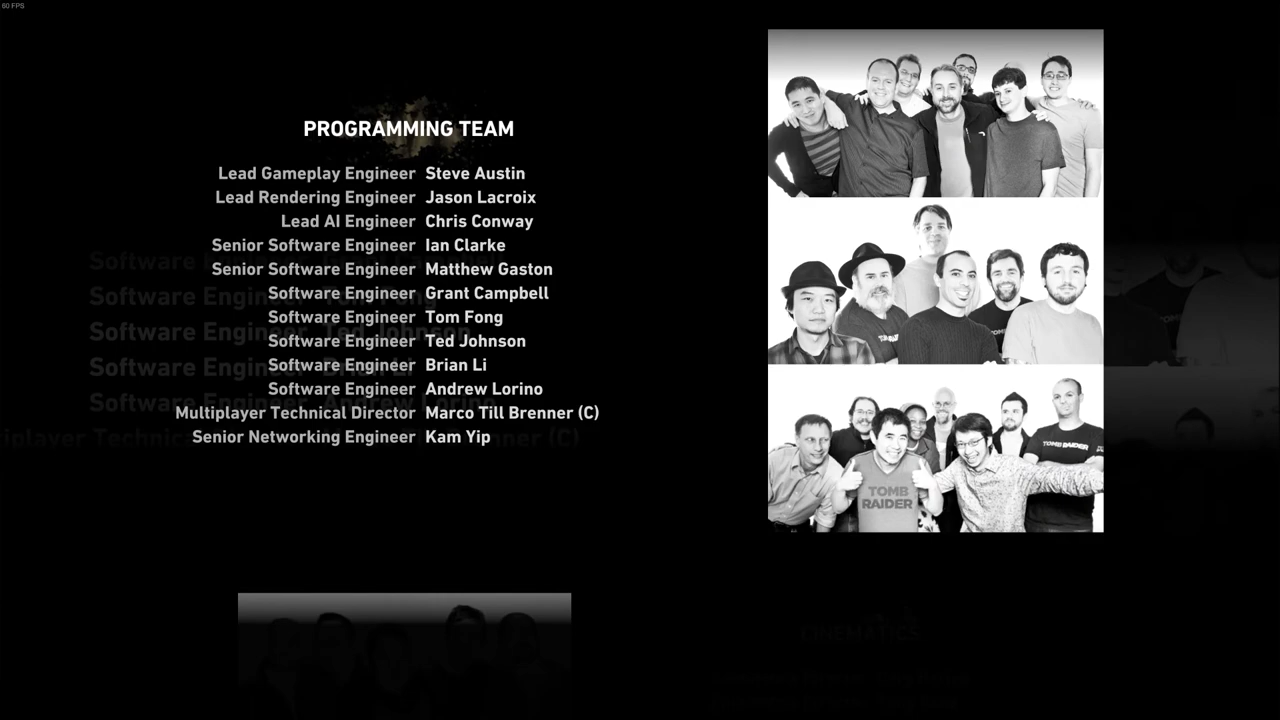 60 FPS
PROGRAMMING TEAM
Lead Gameplay Engineer Steve Austin
Lead Rendering Engineer Jason Lacroix
Lead AI Engineer Chris Conway
Senior Software Engineer Ian Clarke
Senior Software Engineer Matthew Gaston
Software Engineer Grant Campbell
Software Engineer Tom Fong
Software Engineer Ted Johnson
Software Engineer Brian Li
Software Engineer Andrew Lorino
Multiplayer Technical Director Marco Till Brenner (C)
Senior Networking Engineer Kam Yip
TOMB
RAIDER
TOMB RAIDER
CINEMATICS